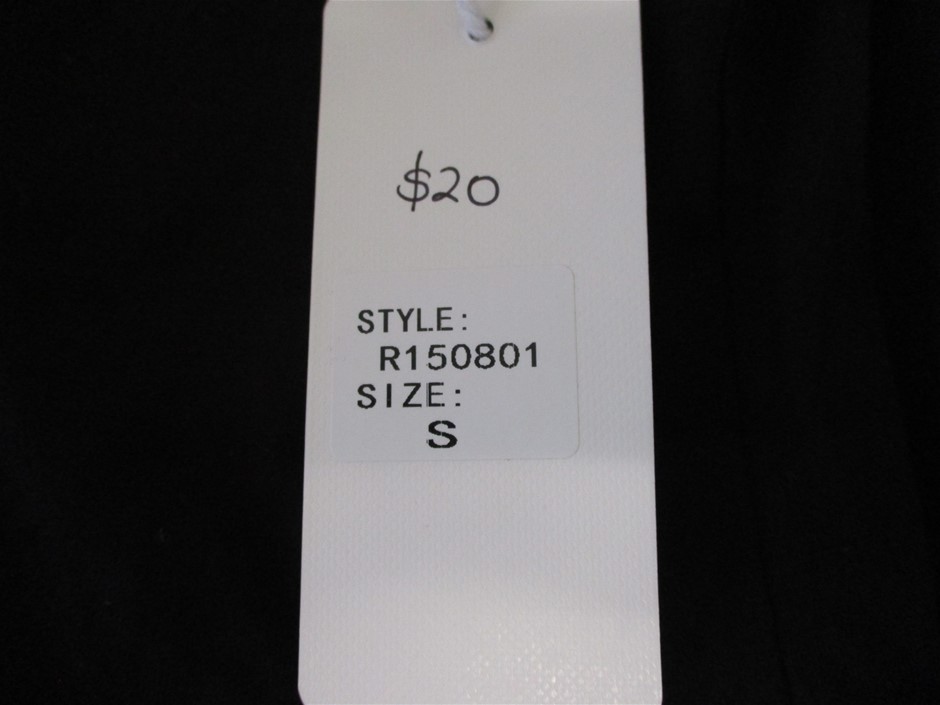 $20
STYLE:
R150801
SIZE:
S